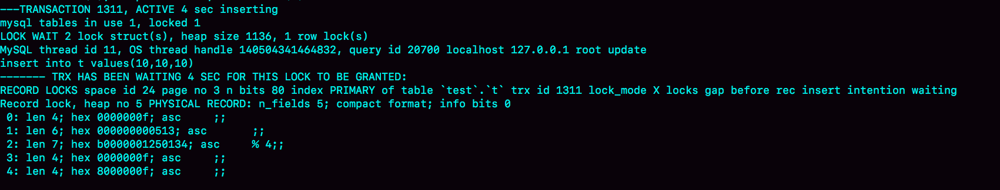 ---TRANSACTION 1311, ACTIVE 4 sec inserting
mysql tables in use 1, locked 1
LOCK WAIT 2 lock struct(s), heap size 1136, 1 row lock(s)
MySQL thread id 11, OS thread handle 140504341464832, query id 20700 localhost 127.0.0.1 root update
insert into t values(10,10,10)
------- TRX HAS BEEN WAITING 4 SEC FOR THIS LOCK TO BE GRANTED:
RECORD LOCKS space id 24 page no 3 n bits 80 index PRIMARY of table `test`.`t` trx id 1311 lock_mode X locks gap before rec insert intention waiting
Record lock, heap no 5 PHYSICAL RECORD: n_fields 5; compact format; info bits 0
 0: len 4; hex 0000000f; asc     ;;
 1: len 6; hex 000000000513; asc       ;;
 2: len 7; hex b0000001250134; asc     % 4;;
 3: len 4; hex 0000000f; asc     ;;
 4: len 4; hex 8000000f; asc     ;;